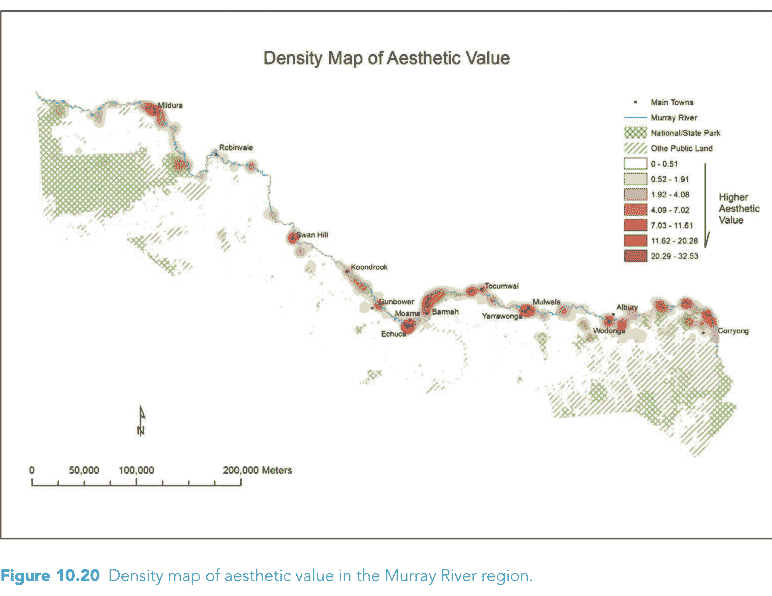 Density Map of Aesthetic Value
Main Towns
Murray River
National/State Park
Othe Public Land
0 - 0.51
0.52 - 1.91
1.92 - 4.08
4.09 - 7.02
7.03 - 11.61
11.62 - 20.28
20.29 - 32.53
Higher
Aesthetic
Value
Mildura
Robinvale
Swan Hill
Koondrook
Gunbower
Moama
Barmah
Echuca
Tocumwal
Mulwala
Yarrawonga
Albury
Wodonga
Corryong
N
0 50,000 100,000 200,000 Meters
Figure 10.20 Density map of aesthetic value in the Murray River region.